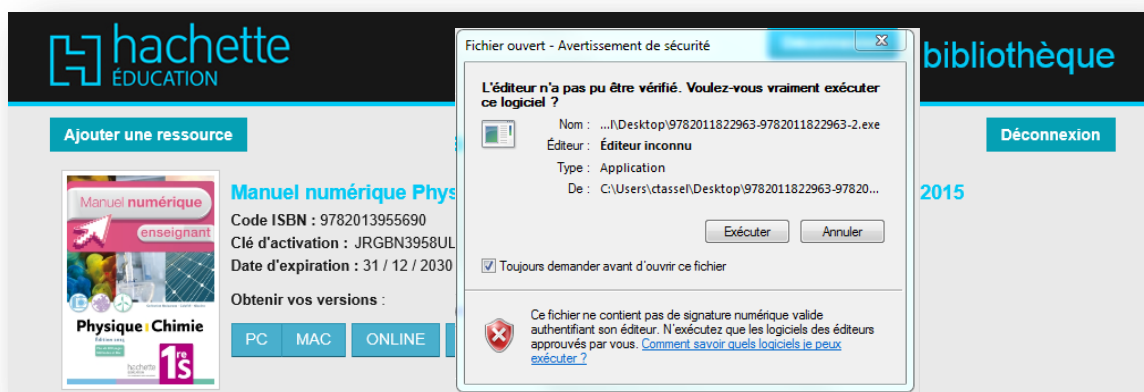 hachette
ÉDUCATION
bibliothèque
Ajouter une ressource
Déconnexion
Manuel numérique
enseignant
Physique Chimie
hachette
1re S
Manuel numérique Phys
2015
Code ISBN : 9782013955690
Clé d'activation : JRGBN3958UL
Date d'expiration : 31 / 12 / 2030
Obtenir vos versions :
PC
MAC
ONLINE
Fichier ouvert - Avertissement de sécurité
L'éditeur n'a pas pu être vérifié. Voulez-vous vraiment exécuter
ce logiciel ?
Nom : ...l\Desktop\9782011822963-9782011822963-2.exe
Éditeur : Éditeur inconnu
Type : Application
De : C:\Users\ctassel\Desktop\9782011822963-97820...
Exécuter
Annuler
Toujours demander avant d'ouvrir ce fichier
Ce fichier ne contient pas de signature numérique valide
authentifiant son éditeur. N'exécutez que les logiciels des éditeurs
approuvés par vous. Comment savoir quels logiciels je peux
exécuter ?